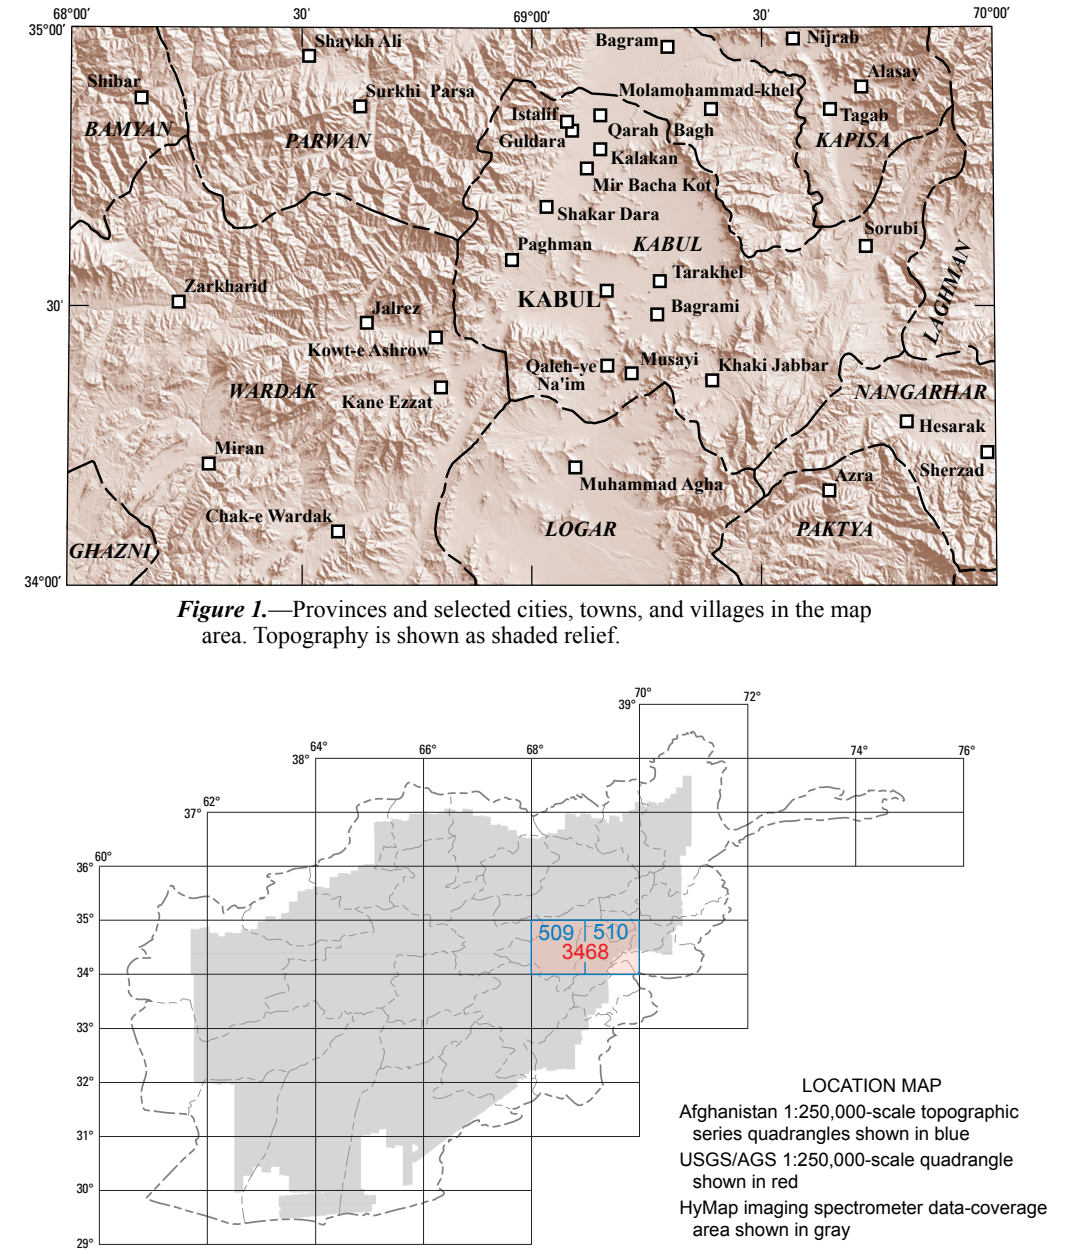 68°00'
30'
69°00'
30'
70°00'
35°00'
Shaykh Ali
Bagram
Nijrab
Shibar
Alasay
Surkhi Parsa
Molamohammad-khel
Istalif
Tagab
BAMYAN
PARWAN
Guldara
Qarah Bagh
KAPISA
Kalakan
Mir Bacha Kot
Shakar Dara
Sorubi
Paghman
KABUL
Tarakhel
LAGHMAN
Zarkharid
KABUL
Bagrami
30'
Jalrez
Kowt-e Ashrow
Qaleh-ye
Na'im
Musayi
Khaki Jabbar
WARDAK
Kane Ezzat
NANGARHAR
Hesarak
Miran
Sherzad
Muhammad Agha
Azra
Chak-e Wardak
LOGAR
PAKTYA
GHAZNI
34°00'
Figure 1.—Provinces and selected cities, towns, and villages in the map
area. Topography is shown as shaded relief.
70°
72°
39°
64°
66°
68°
74°
76°
38°
62°
37°
60°
36°
35°
509
510
3468
34°
33°
32°
31°
30°
29°
LOCATION MAP
Afghanistan 1:250,000-scale topographic
series quadrangles shown in blue
USGS/AGS 1:250,000-scale quadrangle
shown in red
HyMap imaging spectrometer data-coverage
area shown in gray